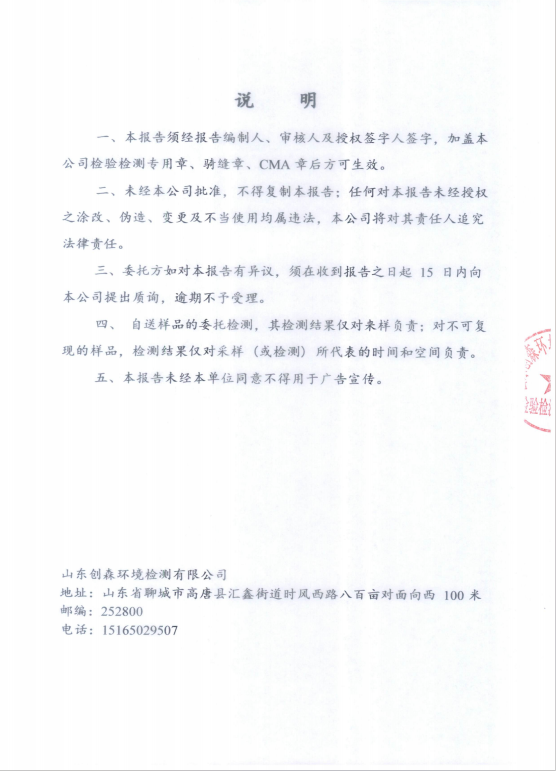 说 明
一、本报告须经报告编制人、审核人及授权签字人签字，加盖本
公司检验检测专用章、骑缝章、CMA 章后方可生效。
二、未经本公司批准，不得复制本报告；任何对本报告未经授权
之涂改、伪造、变更及不当使用均属违法，本公司将对其责任人追究
法律责任。
三、委托方如对本报告有异议，须在收到报告之日起 15 日内向
本公司提出质询，逾期不予受理。
四、 自送样品的委托检测，其检测结果仅对来样负责；对不可复
现的样品，检测结果仅对采样（或检测）所代表的时间和空间负责。
五、本报告未经本单位同意不得用于广告宣传。
森环
验检
山东创森环境检测有限公司
地址：山东省聊城市高唐县汇鑫街道时风西路八百亩对面向西 100 米
邮编：252800
电话：15165029507